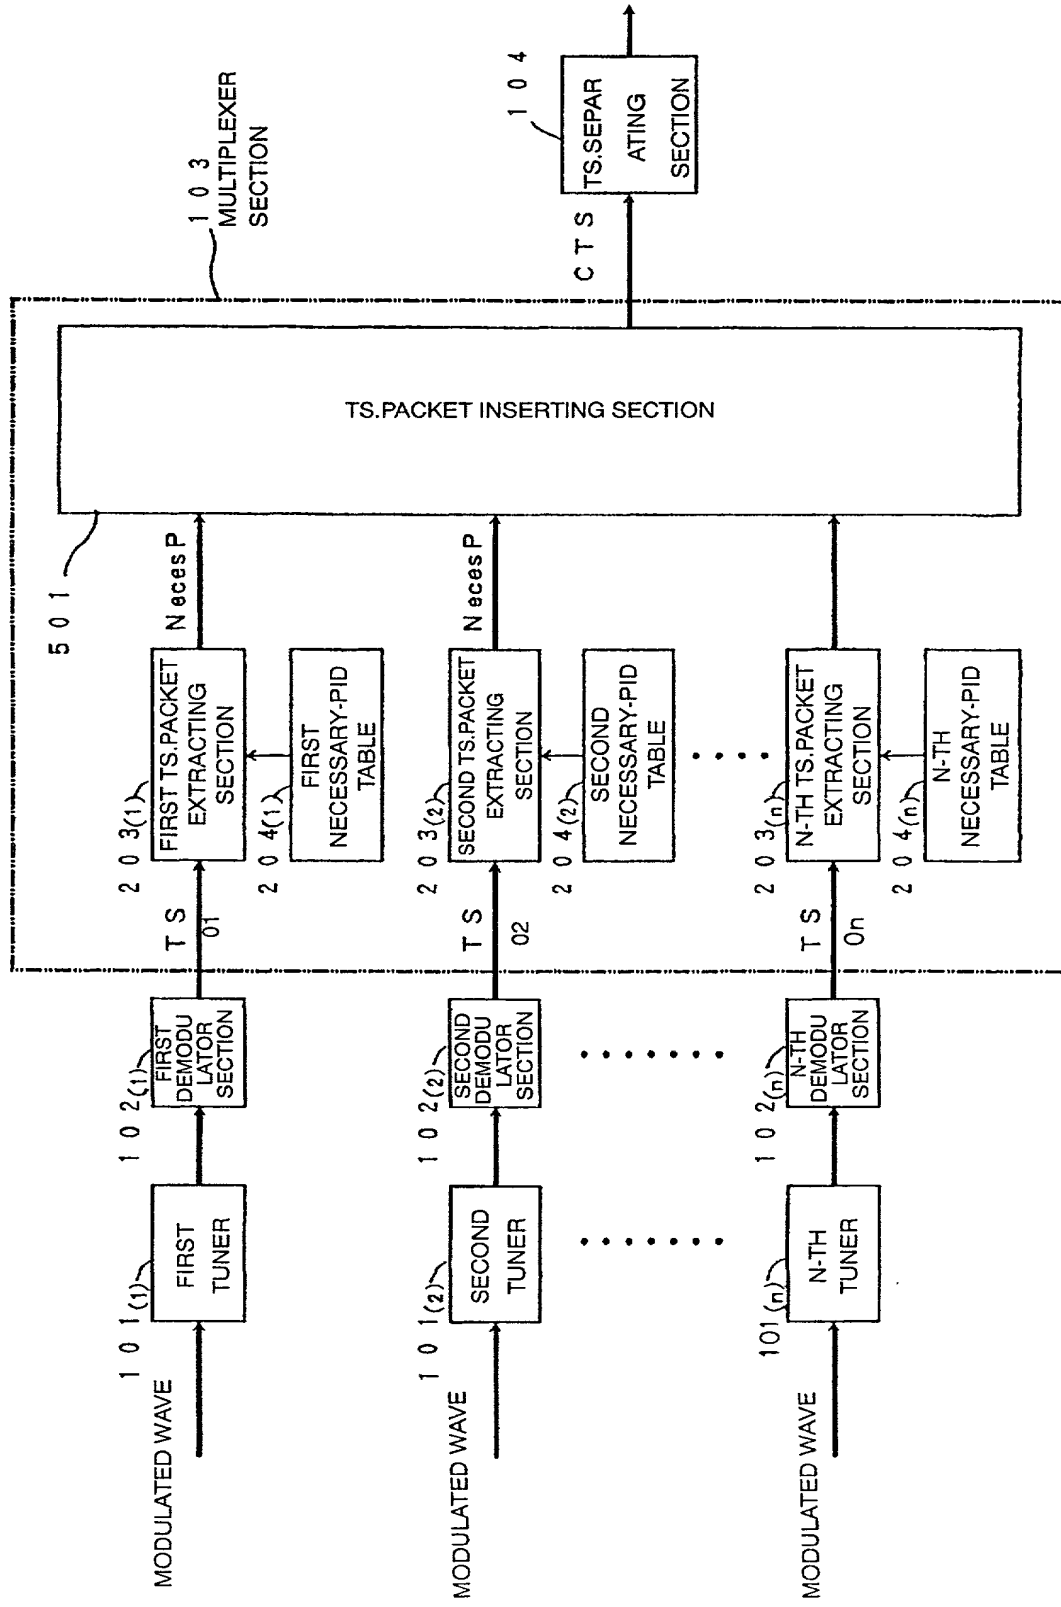 MODULATED WAVE
101(1)
FIRST
TUNER
102(1)
FIRST
DEMODU
LATOR
SECTION
TS
01
203(1)
FIRST TS.PACKET
EXTRACTING
SECTION
204(1)
FIRST
NECESSARY-PID
TABLE
NecesP
MODULATED WAVE
101(2)
SECOND
TUNER
102(2)
SECOND
DEMODU
LATOR
SECTION
TS
02
203(2)
SECOND TS.PACKET
EXTRACTING
SECTION
204(2)
SECOND
NECESSARY-PID
TABLE
NecesP
MODULATED WAVE
101(n)
N-TH
TUNER
102(n)
N-TH
DEMODU
LATOR
SECTION
TS
0n
203(n)
N-TH TS.PACKET
EXTRACTING
SECTION
204(n)
N-TH
NECESSARY-PID
TABLE
501
TS.PACKET INSERTING SECTION
103
MULTIPLEXER
SECTION
CTS
104
TS.SEPAR
ATING
SECTION